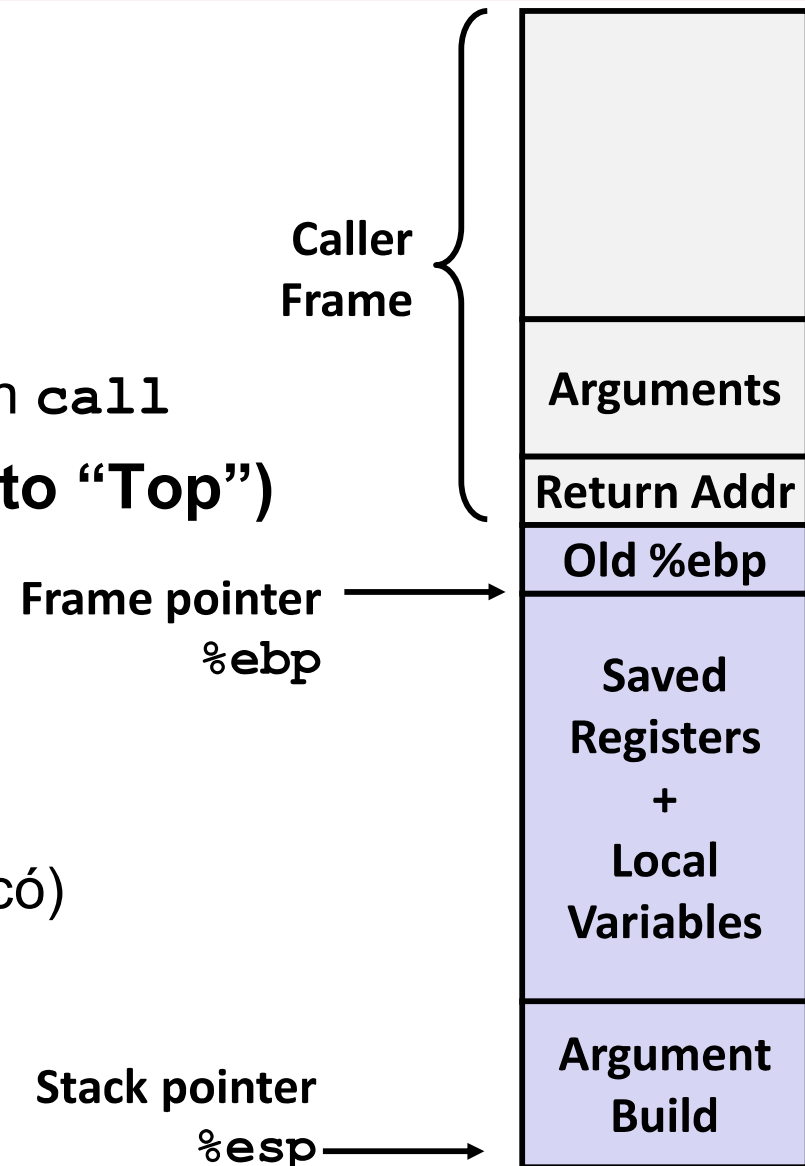 Caller
Frame
n call
to “Top”)
Frame pointer
%ebp
có)
Stack pointer
%esp
Arguments
Return Addr
Old %ebp
Saved
Registers
+
Local
Variables
Argument
Build